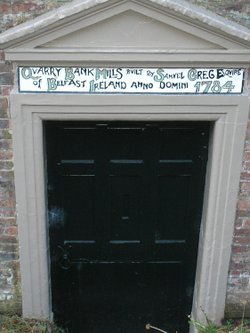 QVARRY BANK MILLS BVILT BY SAMVEL GREG ESQVIRE
OF BELFAST IRELAND ANNO DOMINI 1784